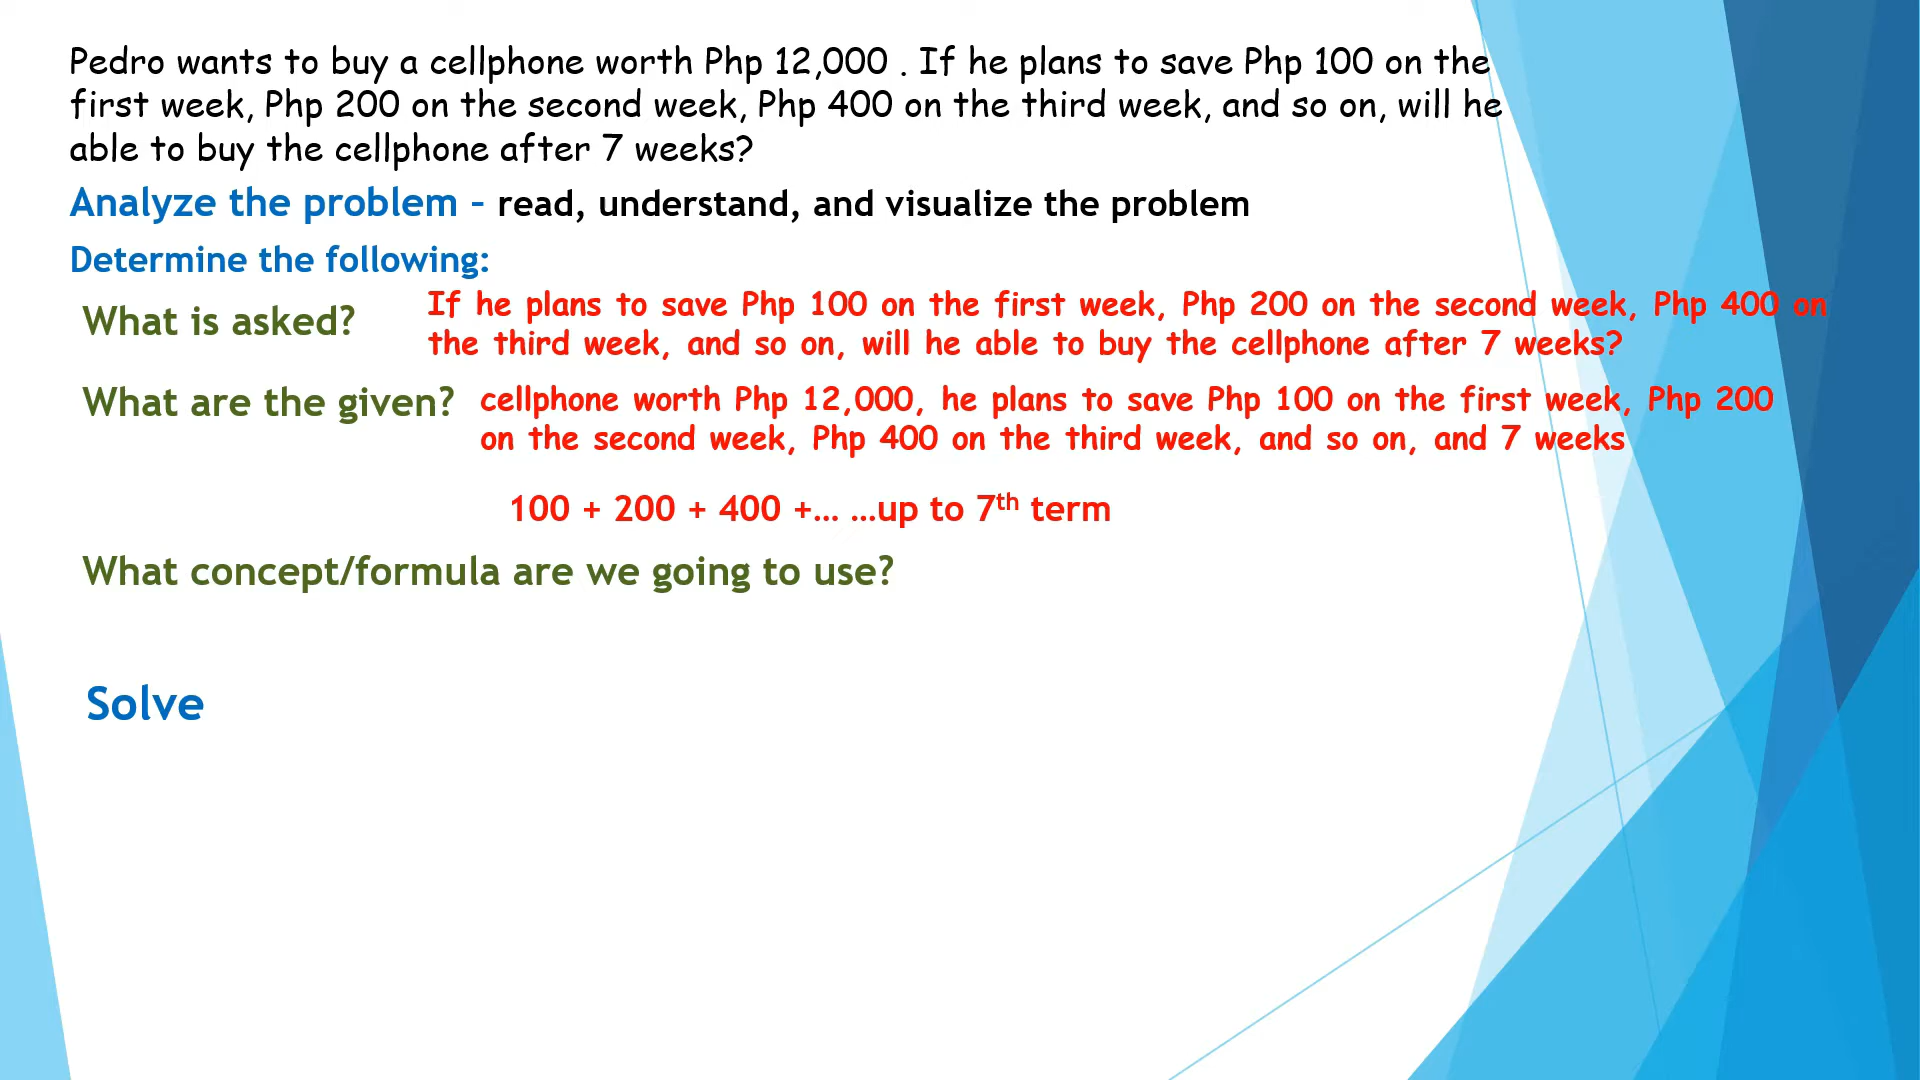 Pedro wants to buy a cellphone worth Php 12,000 . If he plans to save Php 100 on the
first week, Php 200 on the second week, Php 400 on the third week, and so on, will he
able to buy the cellphone after 7 weeks?
Analyze the problem – read, understand, and visualize the problem
Determine the following:
What is asked?
If he plans to save Php 100 on the first week, Php 200 on the second week, Php 400 on
the third week, and so on, will he able to buy the cellphone after 7 weeks?
What are the given?
cellphone worth Php 12,000, he plans to save Php 100 on the first week, Php 200
on the second week, Php 400 on the third week, and so on, and 7 weeks
100 + 200 + 400 +… …up to 7th term
What concept/formula are we going to use?
Solve